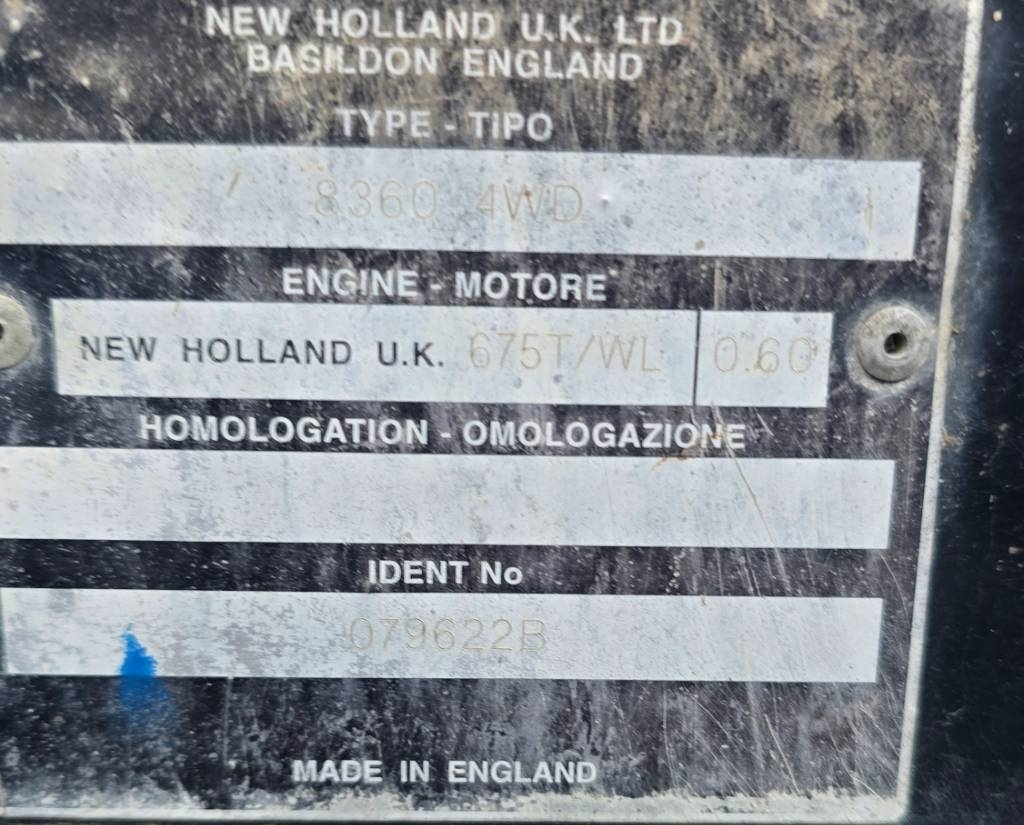 NEW HOLLAND U.K. LTD
BASILDON ENGLAND
TYPE - TIPO
8360 4WD
ENGINE - MOTORE
NEW HOLLAND U.K. 675T/WL 0.60
HOMOLOGATION - OMOLOGAZIONE
IDENT No
079622B
MADE IN ENGLAND